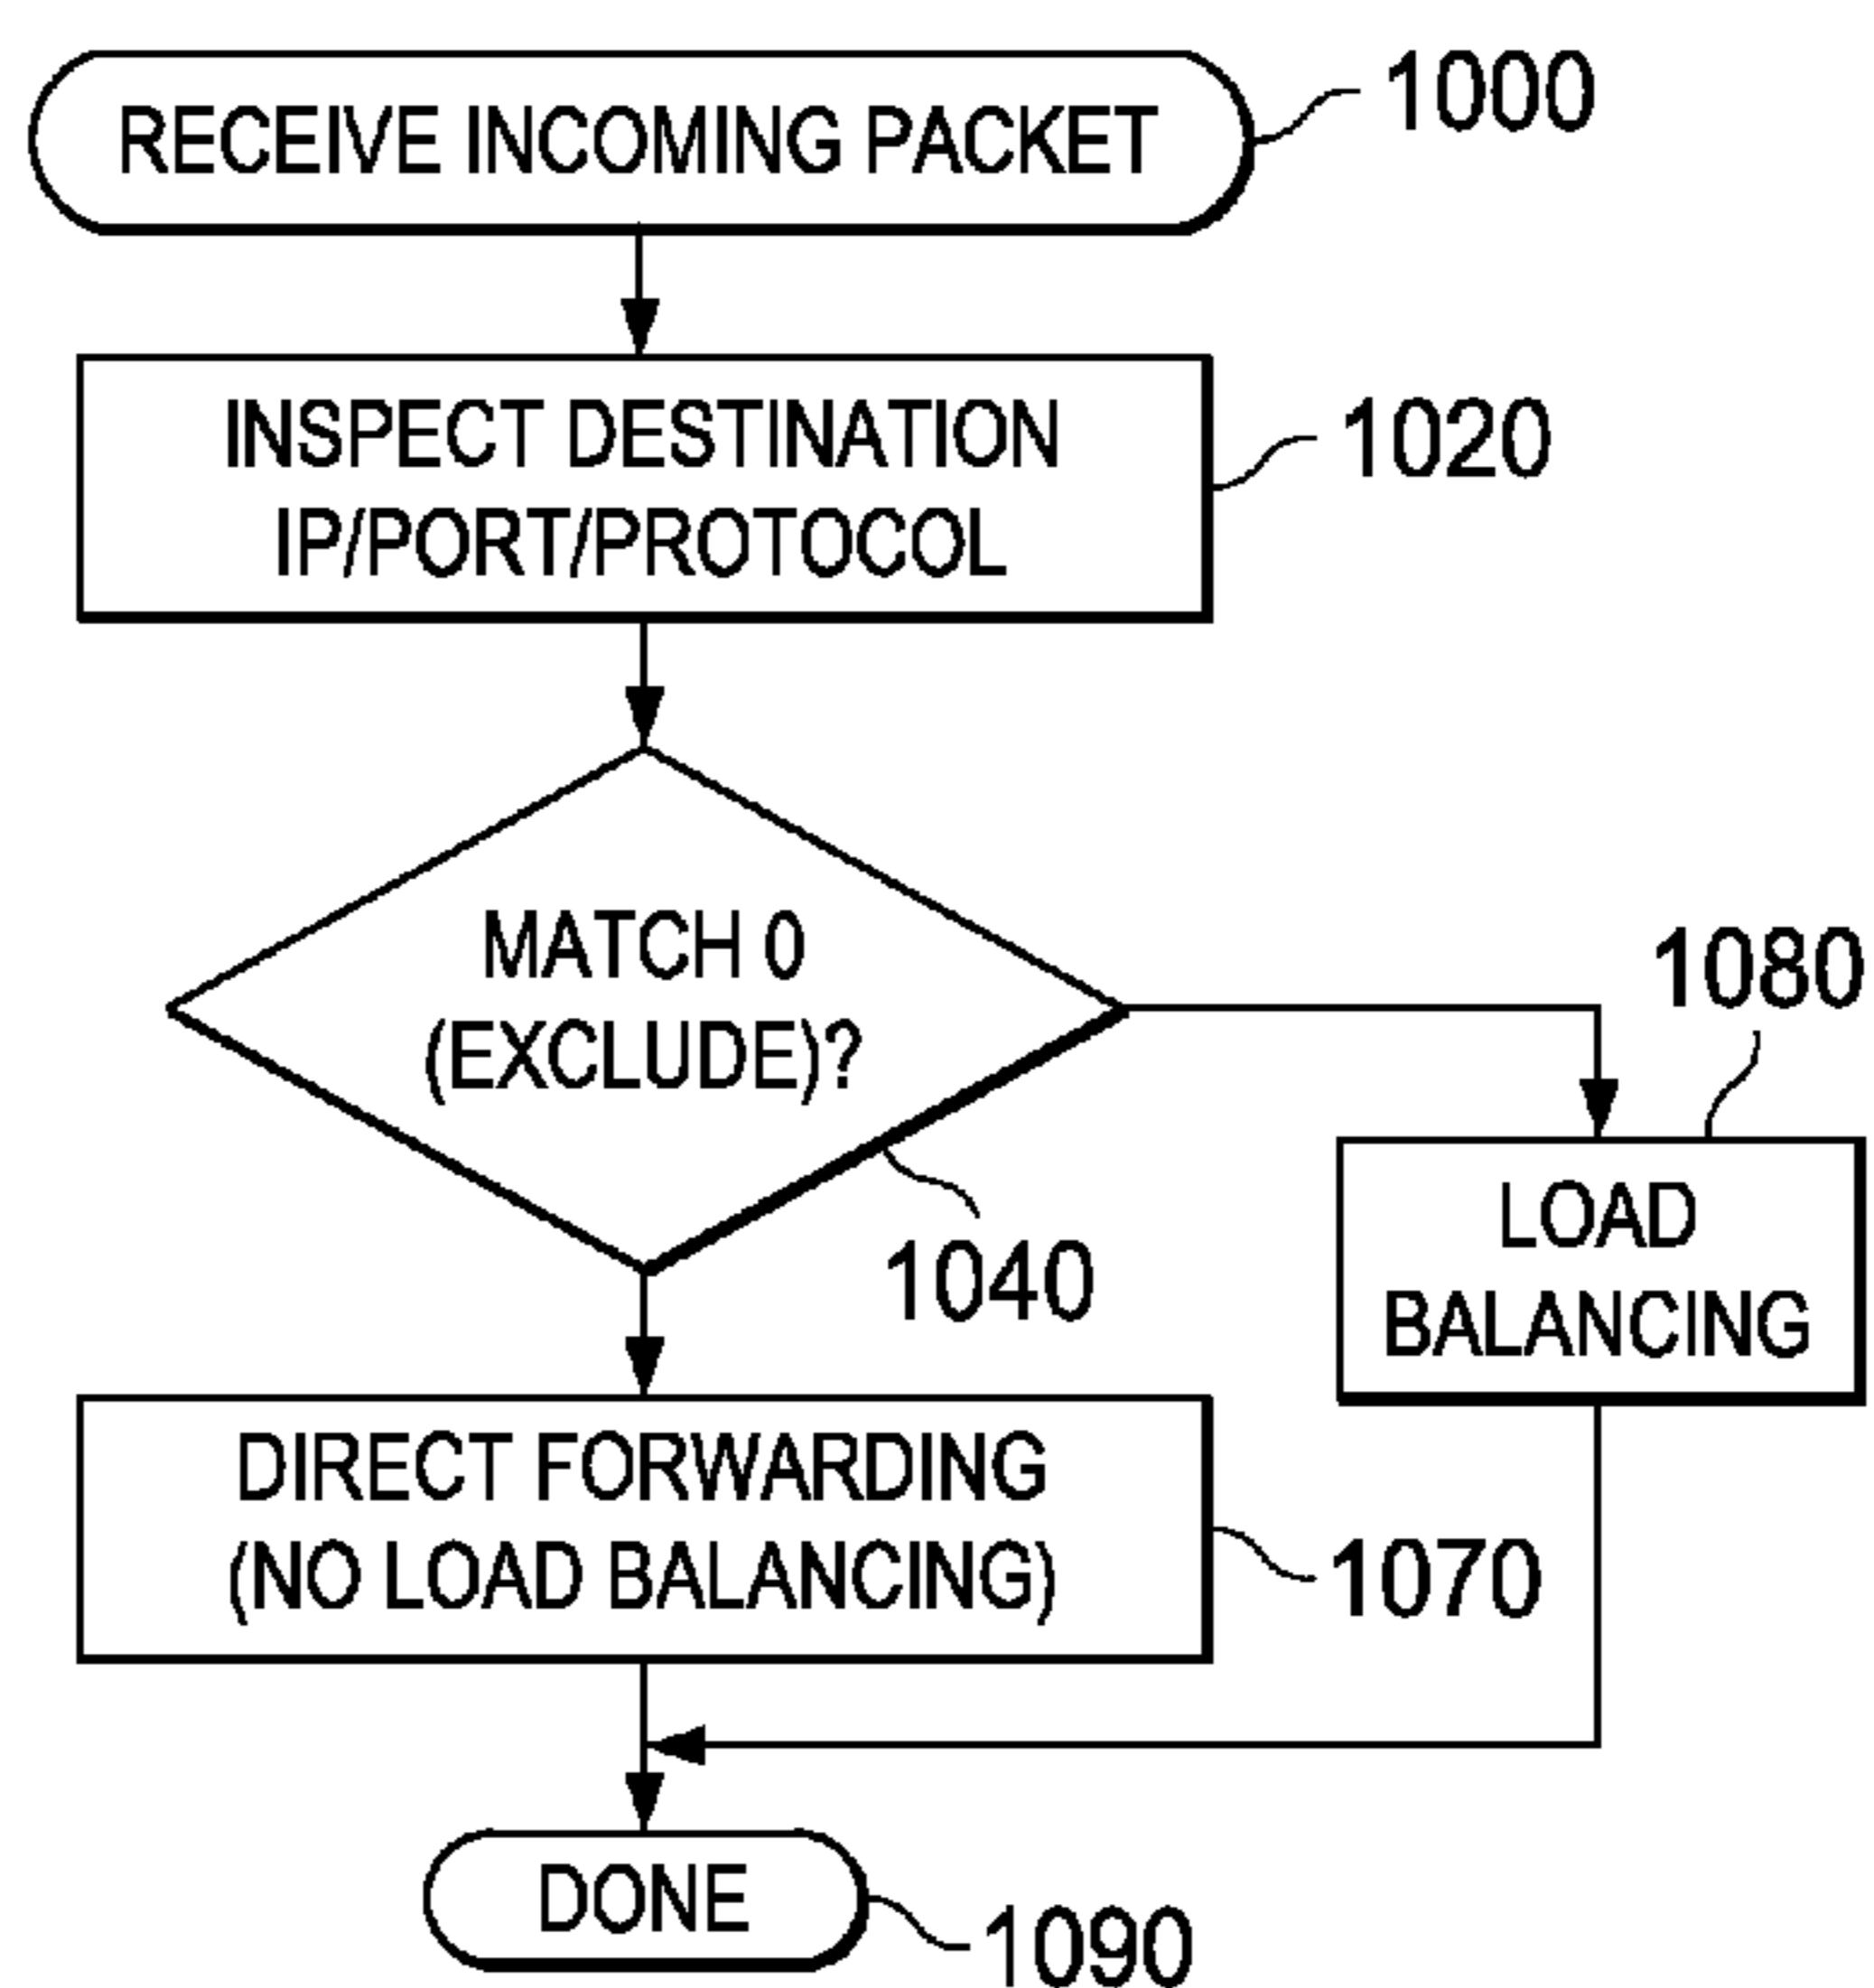 RECEIVE INCOMING PACKET
1000
INSPECT DESTINATION
IP/PORT/PROTOCOL
1020
MATCH 0
(EXCLUDE)?
1040
1080
LOAD
BALANCING
DIRECT FORWARDING
(NO LOAD BALANCING)
1070
DONE
1090